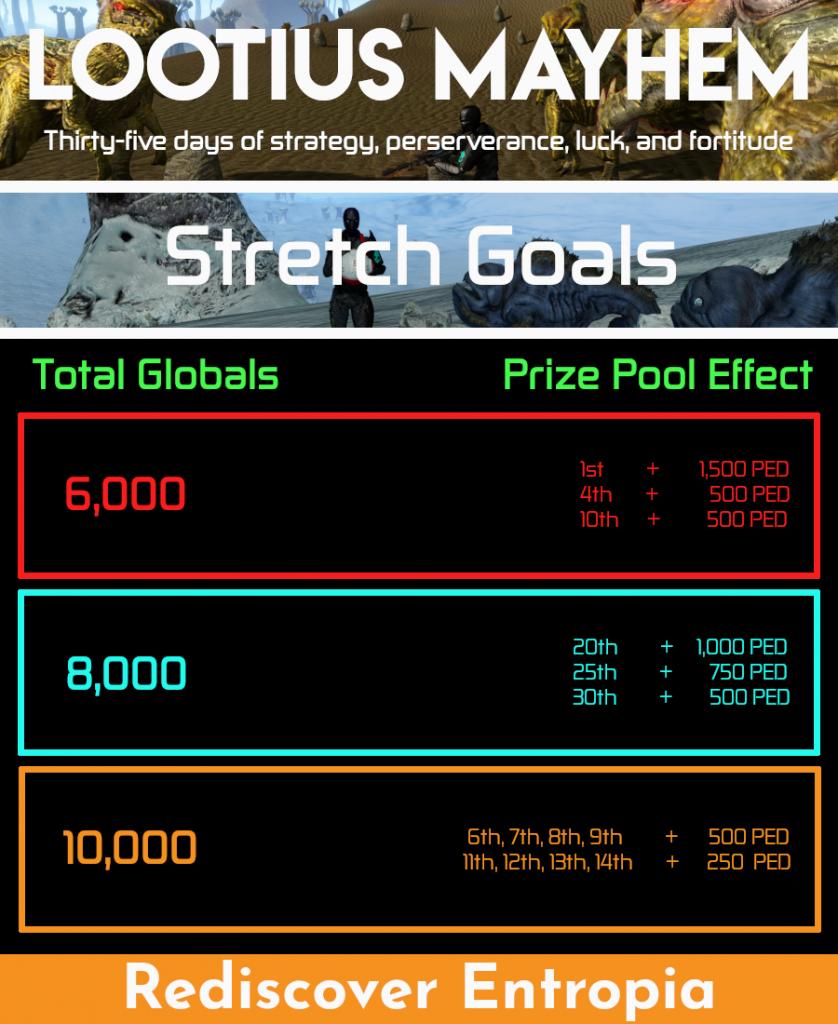 LOOTIUS MAYHEM
Thirty-five days of strategy, perserverance, luck, and fortitude
Stretch Goals
Total Globals Prize Pool Effect
6,000
1st + 1,500 PED
4th + 500 PED
10th + 500 PED
8,000
20th + 1,000 PED
25th + 750 PED
30th + 500 PED
10,000
6th, 7th, 8th, 9th + 500 PED
11th, 12th, 13th, 14th + 250 PED
Rediscover Entropia